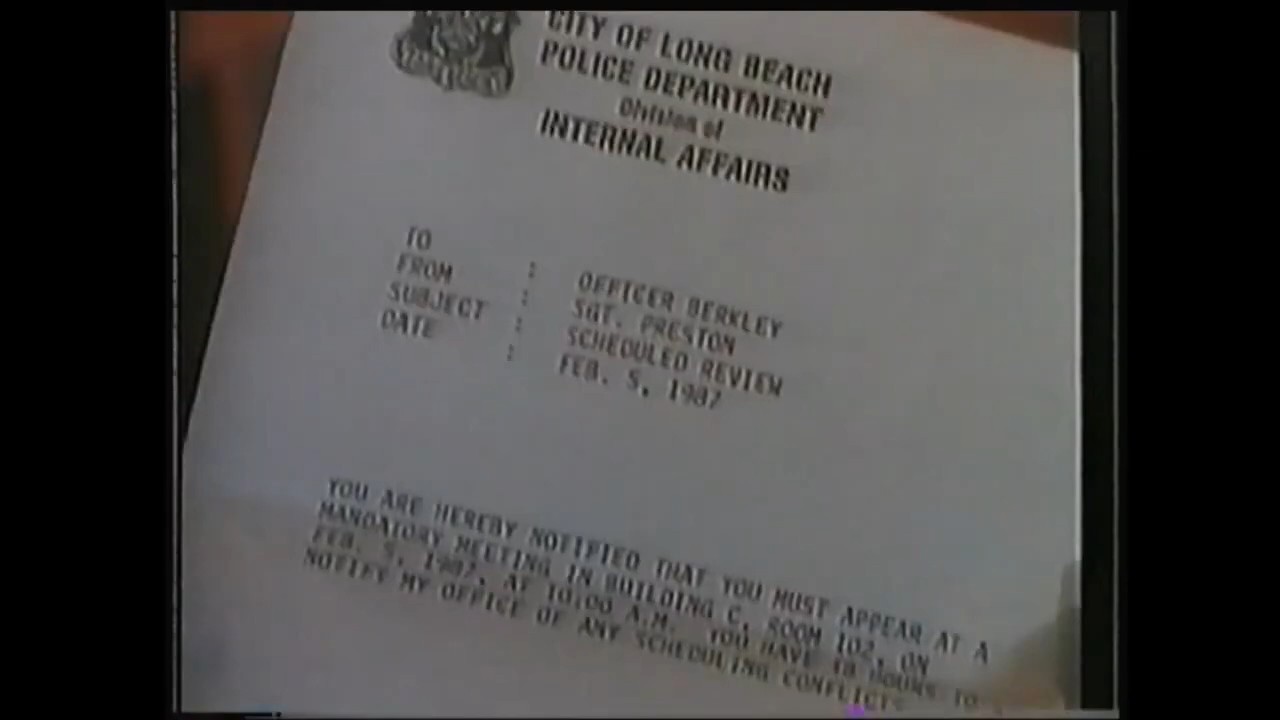 CITY OF LONG BEACH
POLICE DEPARTMENT
Division of
INTERNAL AFFAIRS
TO : OFFICER BERKLEY
FROM : SGT. PRESTON
SUBJECT : SCHEDULED REVIEW
DATE : FEB. 5, 1987
YOU ARE HEREBY NOTIFIED THAT YOU MUST APPEAR AT A
MANDATORY MEETING IN BUILDING C, ROOM 102, ON
FEB. 5, 1987, AT 10:00 A.M. YOU HAVE 48 HOURS TO
NOTIFY MY OFFICE OF ANY SCHEDULING CONFLICTS